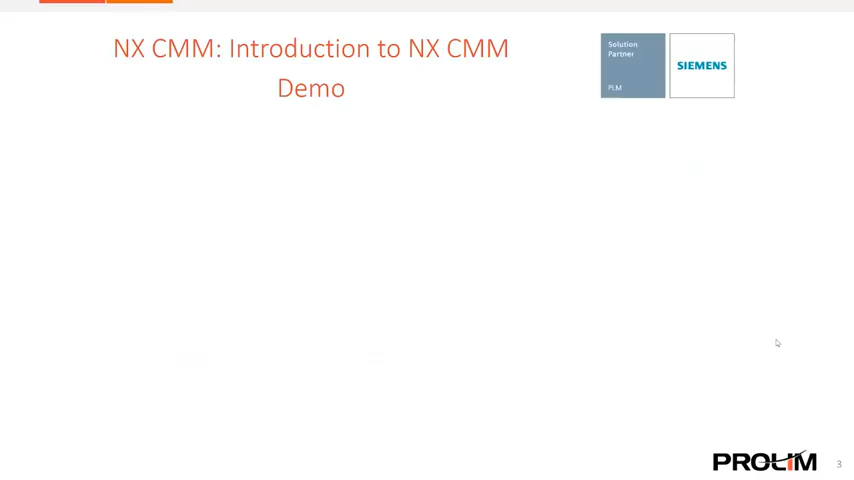 NX CMM: Introduction to NX CMM
Demo
Solution
Partner
PLM
SIEMENS
PROLIM
3